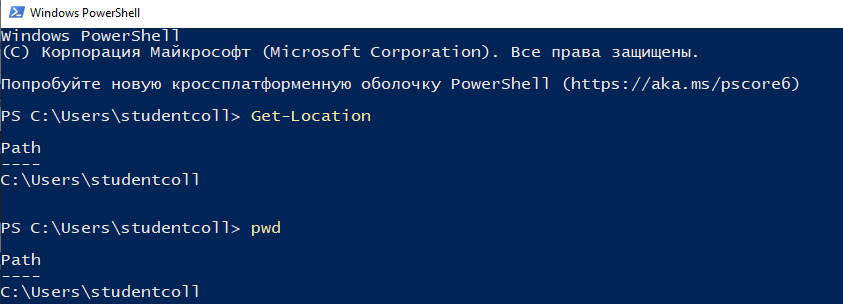 Windows PowerShell
Windows PowerShell
(C) Корпорация Майкрософт (Microsoft Corporation). Все права защищены.
Попробуйте новую кроссплатформенную оболочку PowerShell (https://aka.ms/pscore6)
PS C:\Users\studentcoll> Get-Location
Path
----
C:\Users\studentcoll
PS C:\Users\studentcoll> pwd
Path
----
C:\Users\studentcoll